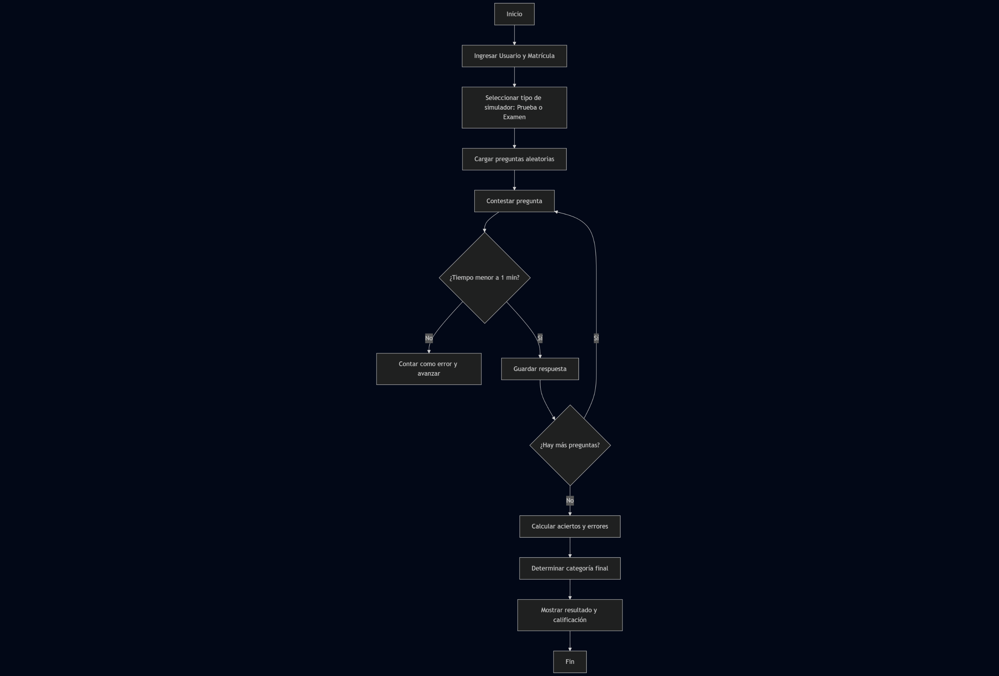 Inicio
Ingresar Usuario y Matrícula
Seleccionar tipo de
simulador: Prueba o
Examen
Cargar preguntas aleatorias
Contestar pregunta
¿Tiempo menor a 1 min?
No
Sí
Sí
Contar como error y
avanzar
Guardar respuesta
¿Hay más preguntas?
No
Calcular aciertos y errores
Determinar categoría final
Mostrar resultado y
calificación
Fin